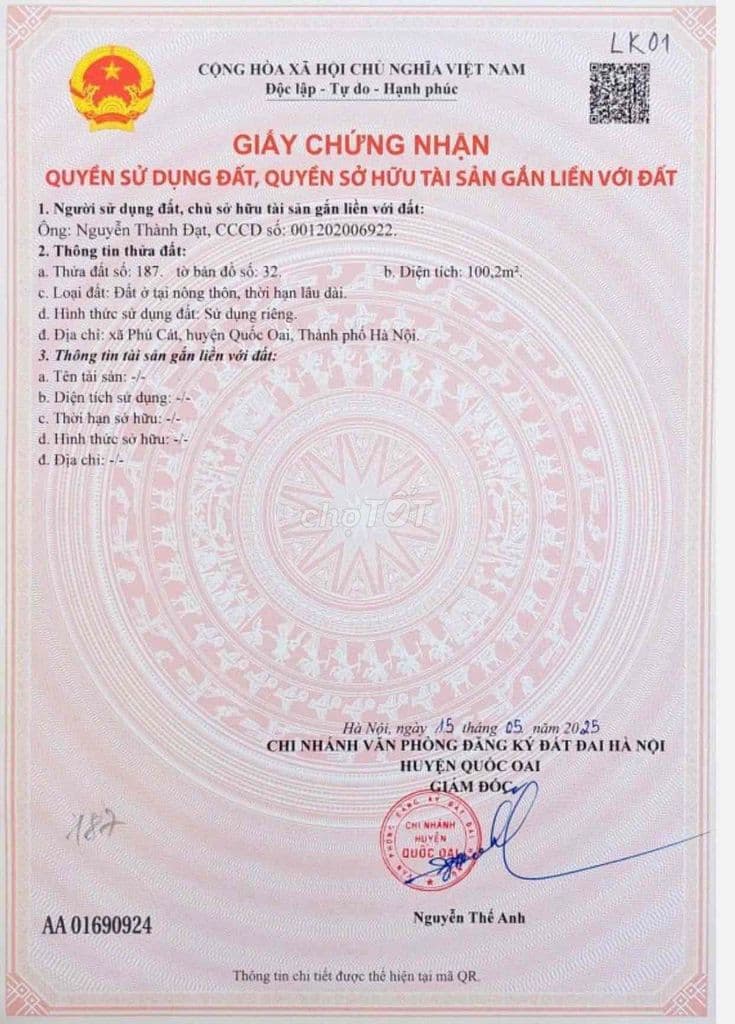 LK01
CỘNG HÒA XÃ HỘI CHỦ NGHĨA VIỆT NAM
Độc lập - Tự do - Hạnh phúc
GIẤY CHỨNG NHẬN
QUYỀN SỬ DỤNG ĐẤT, QUYỀN SỞ HỮU TÀI SẢN GẮN LIỀN VỚI ĐẤT
1. Người sử dụng đất, chủ sở hữu tài sản gắn liền với đất:
Ông: Nguyễn Thành Đạt, CCCD số: 001202006922.
2. Thông tin thửa đất:
a. Thửa đất số: 187. tờ bản đồ số: 32. b. Diện tích: 100,2m².
c. Loại đất: Đất ở tại nông thôn, thời hạn lâu dài.
d. Hình thức sử dụng đất: Sử dụng riêng.
đ. Địa chỉ: xã Phú Cát, huyện Quốc Oai, Thành phố Hà Nội.
3. Thông tin tài sản gắn liền với đất:
a. Tên tài sản: -/-
b. Diện tích sử dụng: -/-
c. Thời hạn sở hữu: -/-
d. Hình thức sở hữu: -/-
đ. Địa chỉ: -/-
chợTỐT
Hà Nội, ngày 15 tháng 05 năm 2025
CHI NHÁNH VĂN PHÒNG ĐĂNG KÝ ĐẤT ĐAI HÀ NỘI
HUYỆN QUỐC OAI
GIÁM ĐỐC
CHI NHÁNH
HUYỆN
QUỐC OAI
187
Nguyễn Thế Anh
AA 01690924
Thông tin chi tiết được thể hiện tại mã QR.